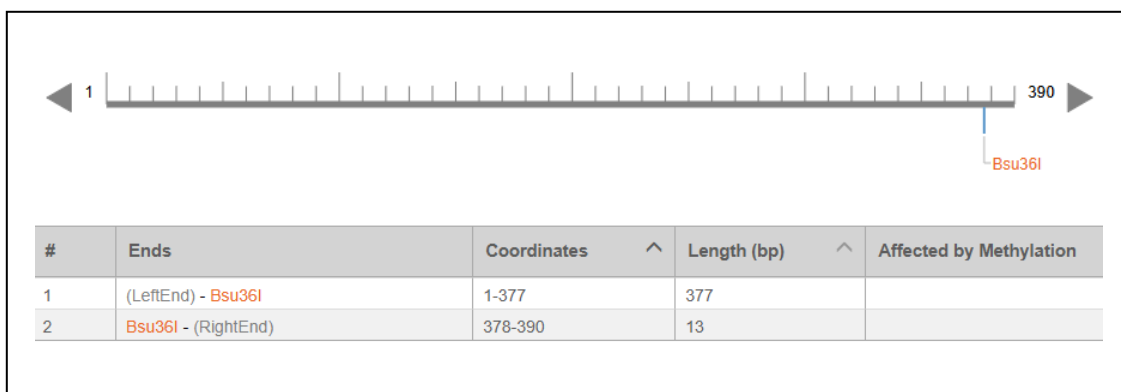 1 390
Bsu36I
# Ends Coordinates Length (bp) Affected by Methylation
1 (LeftEnd) - Bsu36I 1-377 377
2 Bsu36I - (RightEnd) 378-390 13